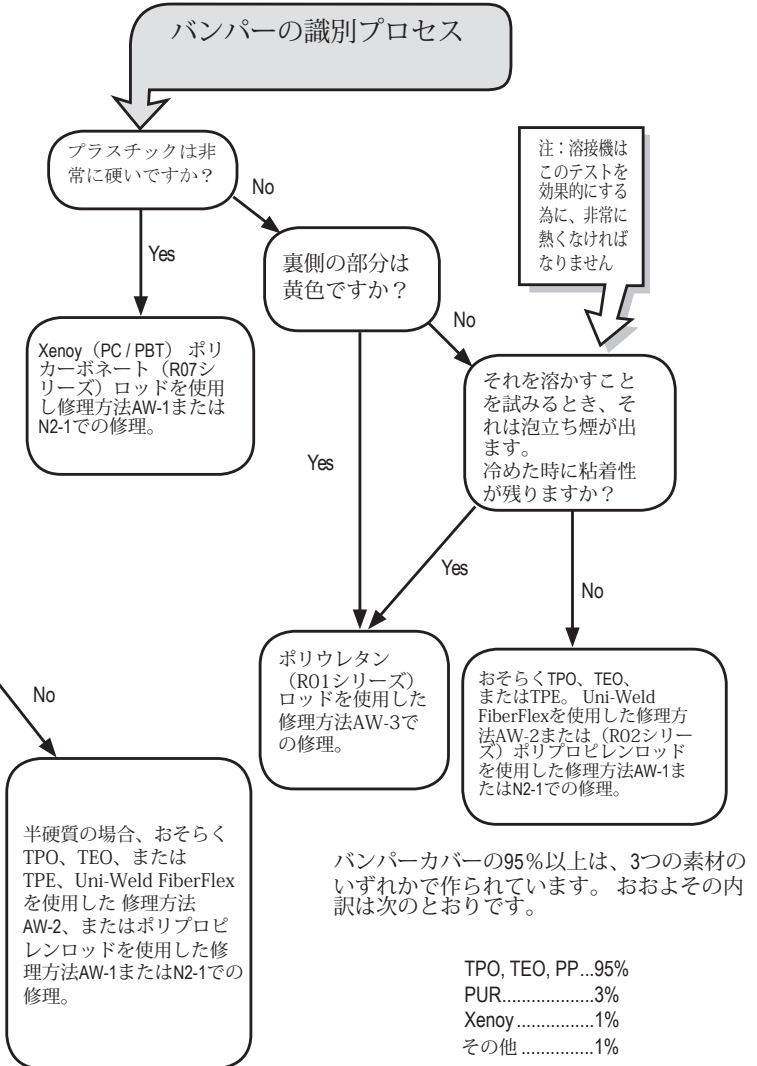 バンパーの識別プロセス
プラスチックは非
常に硬いですか？
No
Yes
注：溶接機は
このテストを
効果的にする
為に、非常に
熱くなければ
なりません
裏側の部分は
黄色ですか？
No
Yes
Xenoy（PC / PBT） ポリ
カーボネート（R07シ
リーズ）ロッドを使用
し修理方法AW-1または
N2-1での修理。
それを溶かすこと
を試みるとき、そ
れは泡立ち煙が出
ます。
冷めた時に粘着性
が残りますか？
Yes
No
ポリウレタン
（R01シリーズ）
ロッドを使用した
修理方法AW-3で
の修理。
おそらくTPO、TEO、
またはTPE。 Uni-Weld
FiberFlexを使用した修理方
法AW-2または（R02シリー
ズ）ポリプロピレンロッド
を使用した修理方法AW-1ま
たはN2-1での修理。
No
半硬質の場合、おそらく
TPO、TEO、または
TPE、Uni-Weld FiberFlex
を使用した 修理方法
AW-2、またはポリプロピ
レンロッドを使用した修
理方法AW-1またはN2-1での
修理。
バンパーカバーの95％以上は、3つの素材の
いずれかで作られています。 おおよその内
訳は次のとおりです。
TPO, TEO, PP...95%
PUR...................3%
Xenoy................1%
その他...............1%